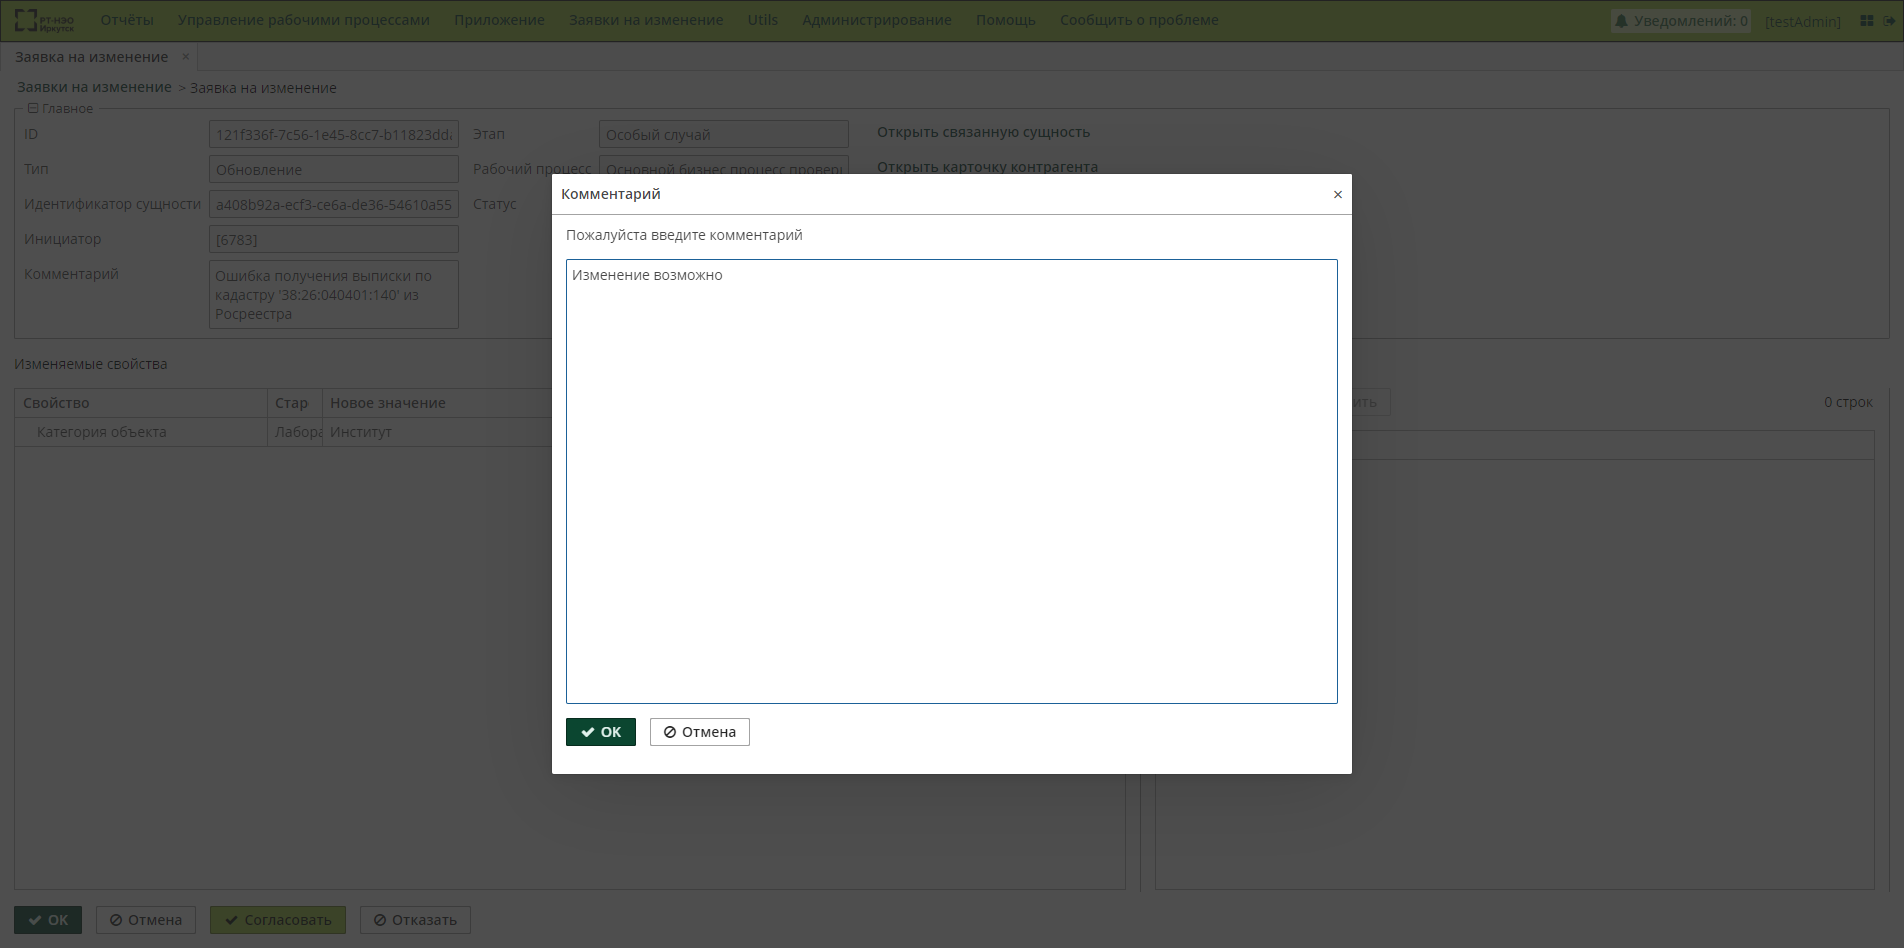 РТ-НЭО
Иркутск
Отчёты
Управление рабочими процессами
Приложение
Заявки на изменение
Utils
Администрирование
Помощь
Сообщить о проблеме
Уведомлений: 0
[testAdmin]
Заявка на изменение ×
Заявки на изменение > Заявка на изменение
Главное
ID
121f336f-7c56-1e45-8cc7-b11823dd
Этап
Особый случай
Открыть связанную сущность
Тип
Обновление
Рабочий процесс
Основной бизнес процесс провер
Открыть карточку контрагента
Идентификатор сущности
a408b92a-ecf3-ce6a-de36-54610a55
Статус
Инициатор
[6783]
Комментарий
Ошибка получения выписки по
кадастру '38:26:040401:140' из
Росреестра
Изменяемые свойства
Свойство
Стар
Новое значение
Категория объекта
Лабора
Институт
ить
0 строк
Комментарий ×
Пожалуйста введите комментарий
Изменение возможно
OK
Отмена
OK
Отмена
Согласовать
Отказать